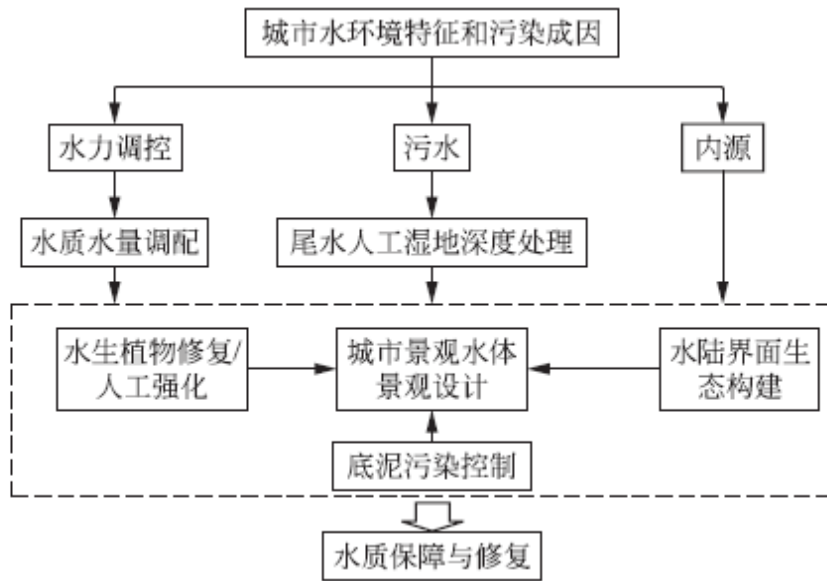 城市水环境特征和污染成因
水力调控
污水
内源
水质水量调配
尾水人工湿地深度处理
水生植物修复/
人工强化
城市景观水体
景观设计
水陆界面生
态构建
底泥污染控制
水质保障与修复